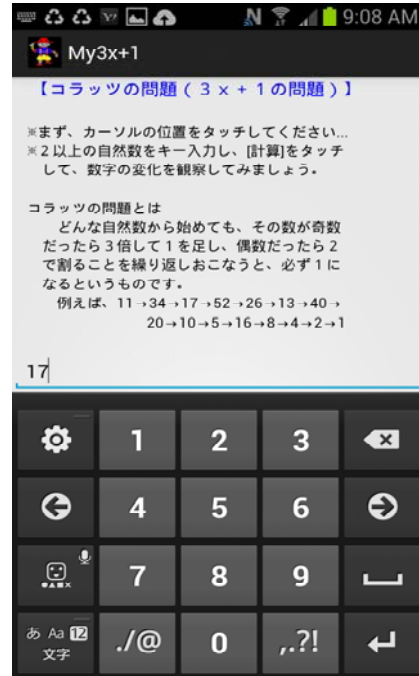 9:08 AM
My3x+1
【コラッツの問題(3x+1の問題)】
※まず、カーソルの位置をタッチしてください...
※2以上の自然数をキー入力し、[計算]をタッチ
して、数字の変化を観察してみましょう。
コラッツの問題とは
どんな自然数から始めても、その数が奇数
だったら3倍して1を足し、偶数だったら2
で割ることを繰り返しおこなうと、必ず1に
なるというものです。
例えば、11→34→17→52→26→13→40→
20→10→5→16→8→4→2→1
17
1 2 3
4 5 6
7 8 9
あ Aa 12 ./@ 0 ,.?!
文字